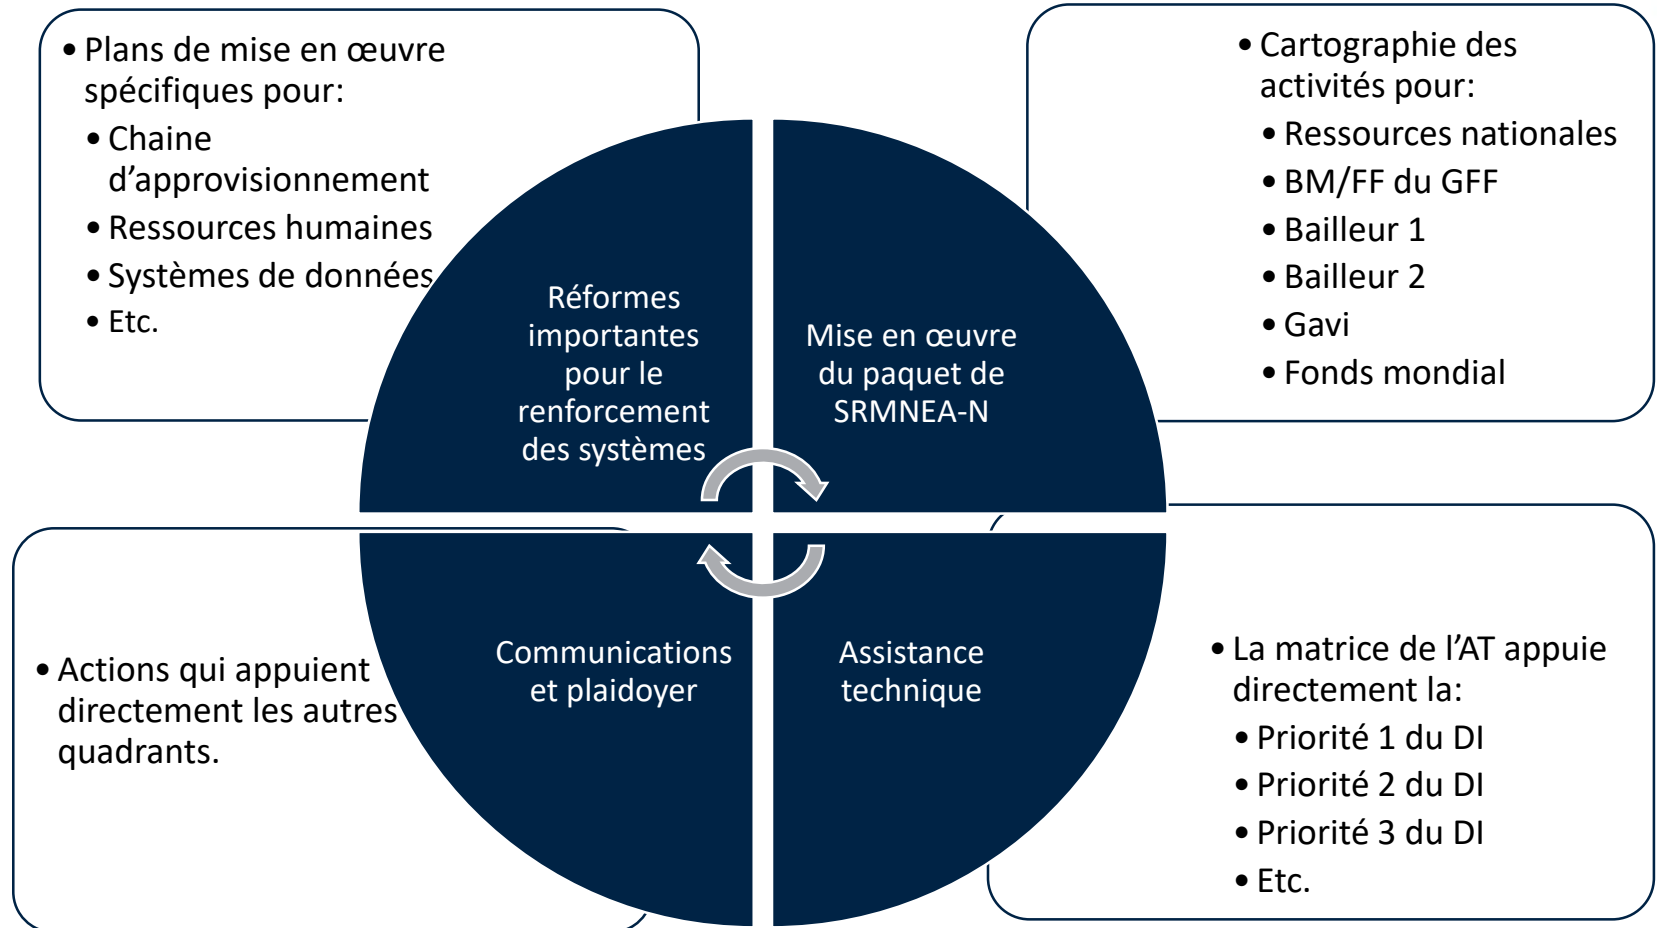 • Plans de mise en œuvre
spécifiques pour:
• Chaine
d’approvisionnement
• Ressources humaines
• Systèmes de données
• Etc.
Réformes
importantes
pour le
renforcement
des systèmes
Mise en œuvre
du paquet de
SRMNEA-N
• Cartographie des
activités pour:
• Ressources nationales
• BM/FF du GFF
• Bailleur 1
• Bailleur 2
• Gavi
• Fonds mondial
• Actions qui appuient
directement les autres
quadrants.
Communications
et plaidoyer
Assistance
technique
• La matrice de l’AT appuie
directement la:
• Priorité 1 du DI
• Priorité 2 du DI
• Priorité 3 du DI
• Etc.